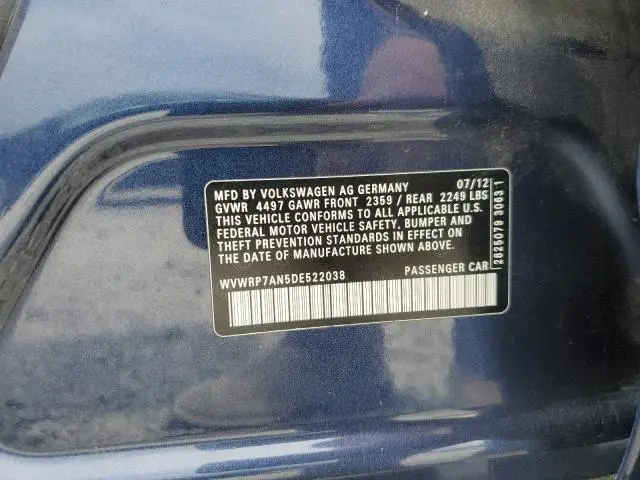 MFD BY VOLKSWAGEN AG GERMANY 07/12
GVWR 4497 GAWR FRONT 2359 / REAR 2249 LBS
THIS VEHICLE CONFORMS TO ALL APPLICABLE U.S.
FEDERAL MOTOR VEHICLE SAFETY, BUMPER AND
THEFT PREVENTION STANDARDS IN EFFECT ON
THE DATE OF MANUFACTURE SHOWN ABOVE.
WVWRP7AN5DE522038 PASSENGER CAR
2825079 30631